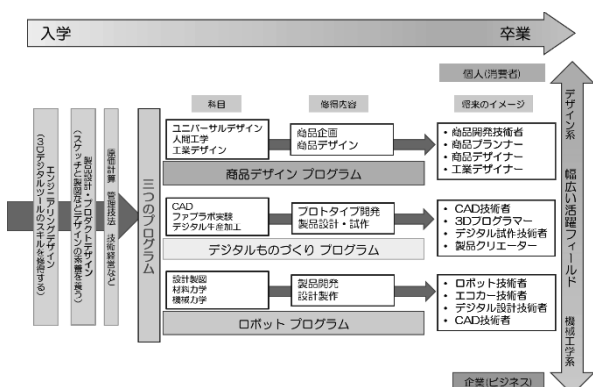 入学
卒業
個人(消費者)
科目
修得内容
将来のイメージ
エンジニアリングデザイン
(3Dデジタルツールのスキルを獲得する)
製品設計・プロダクトデザイン
(スケッチと製図などデザインの素養を養う)
原価計算 管理技法 技術経営など
三つのプログラム
ユニバーサルデザイン
人間工学
工業デザイン
商品企画
商品デザイン
・商品開発技術者
・商品プランナー
・商品デザイナー
・工業デザイナー
商品デザイン プログラム
CAD
ファブラボ実験
デジタル生産加工
プロトタイプ開発
製品設計・試作
・CAD技術者
・3Dプログラマー
・デジタル試作技術者
・製品クリエーター
デジタルものづくり プログラム
設計製図
材料力学
機械力学
製品開発
設計製作
・ロボット技術者
・エコカー技術者
・デジタル設計技術者
・CAD技術者
ロボット プログラム
デザイン系 幅広い活躍フィールド 機械工学系
企業(ビジネス)